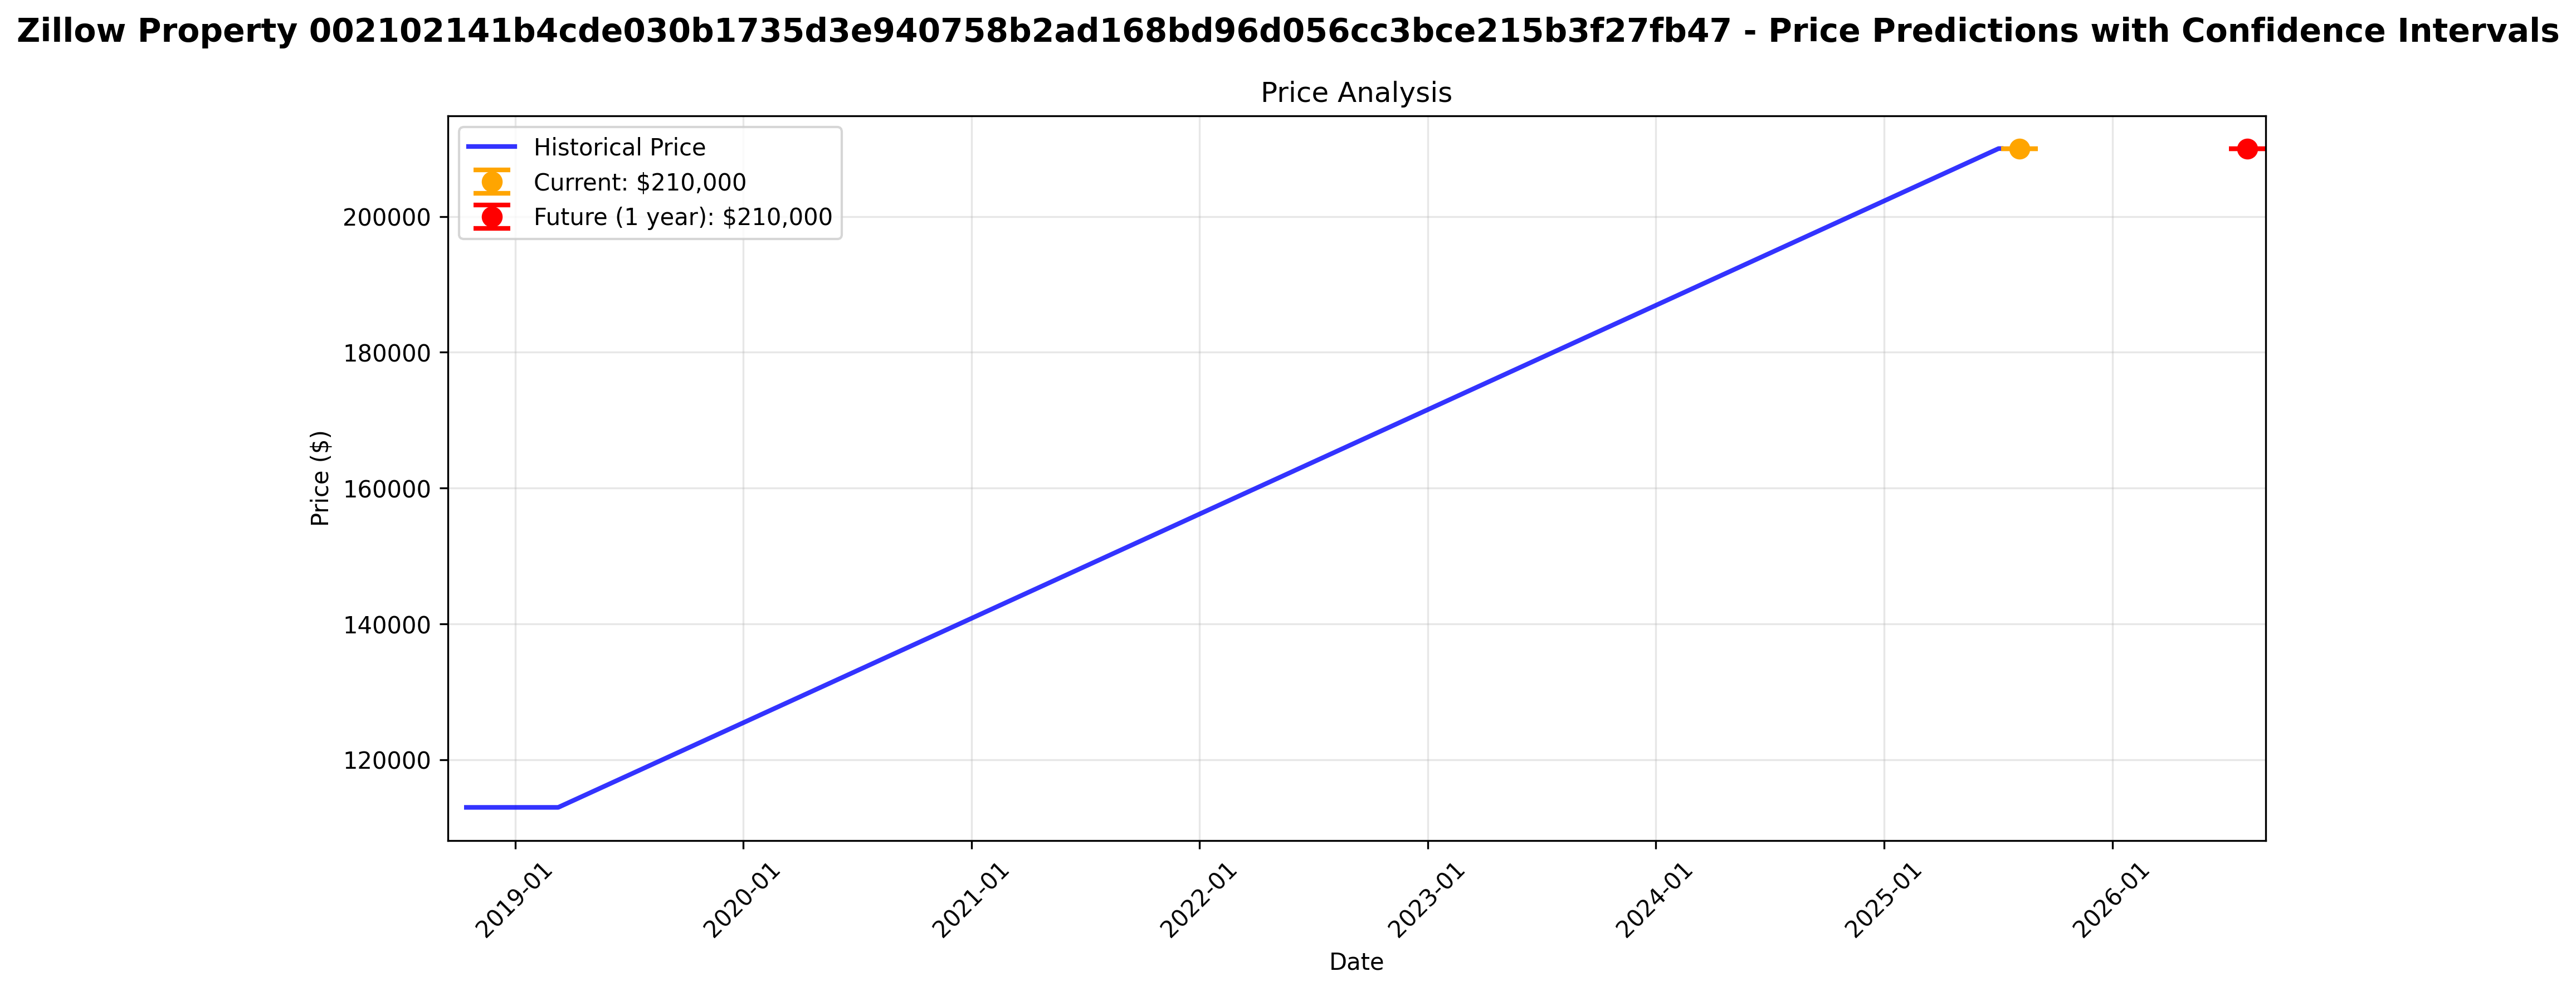 Zillow Property 002102141b4cde030b1735d3e940758b2ad168bd96d056cc3bce215b3f27fb47 - Price Predictions with Confidence Intervals
Price Analysis
Historical Price
Current: $210,000
Future (1 year): $210,000
Price ($)
200000
180000
160000
140000
120000
2019-01
2020-01
2021-01
2022-01
2023-01
2024-01
2025-01
2026-01
Date